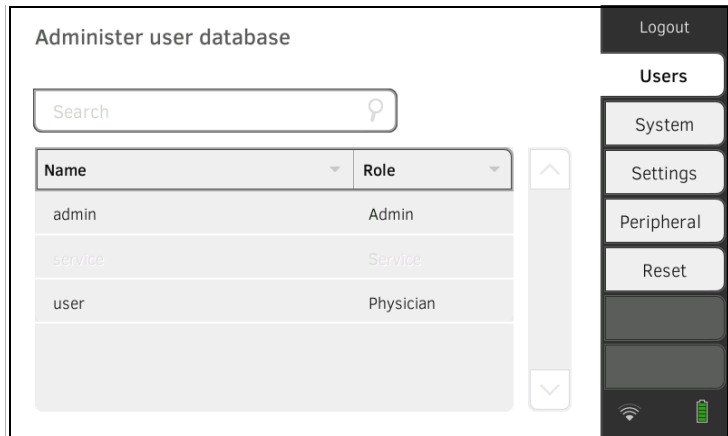 Administer user database
Search
Name Role
admin Admin
service Service
user Physician
Logout
Users
System
Settings
Peripheral
Reset